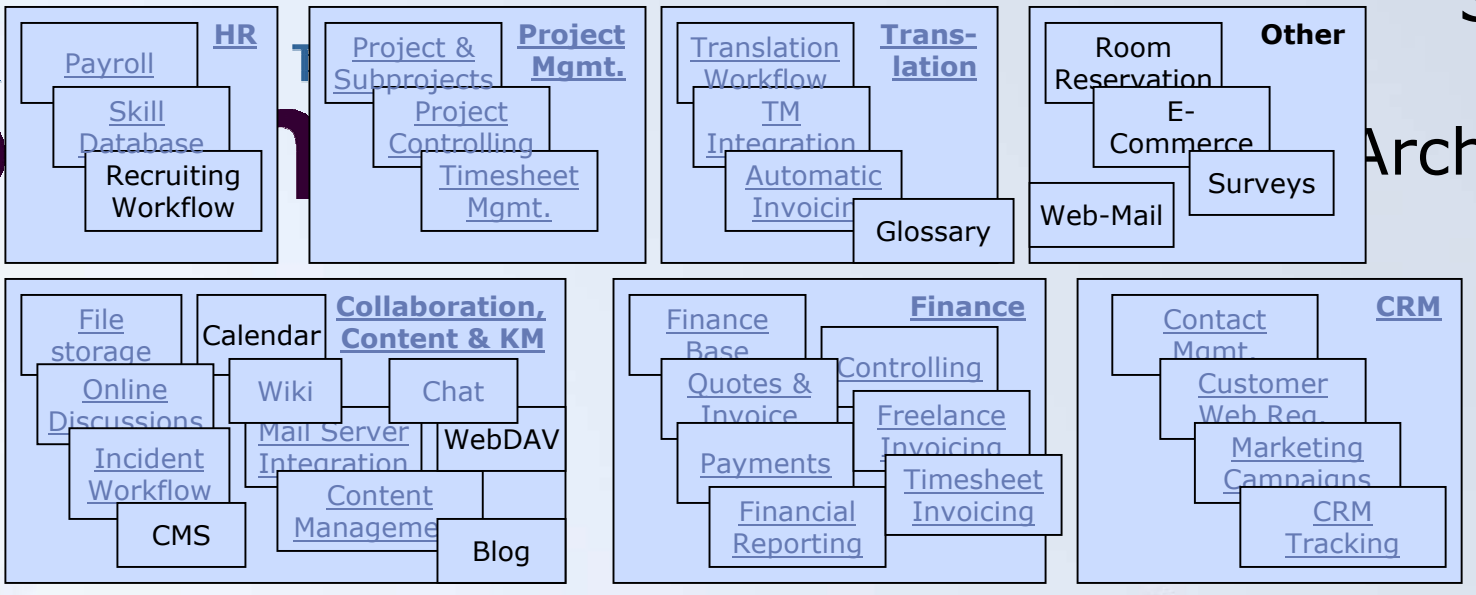 HR
Payroll
Skill
Database
Recruiting
Workflow
Project
Mgmt.
Project &
Subprojects
Project
Controlling
Timesheet
Mgmt.
Trans-
lation
Translation
Workflow
TM
Integration
Automatic
Glossary
Other
Room
Reservation
E-
Commerce
Surveys
Web-Mail
Arch
Collaboration,
Content & KM
File
storage
Calendar
Online
Discussions
Wiki
Chat
Mail Server
Integration
WebDAV
Incident
Workflow
Content
Manageme
CMS
Blog
Finance
Finance
Base
Controlling
Quotes &
Invoice
Freelance
Invoicing
Payments
Timesheet
Invoicing
Financial
Reporting
CRM
Contact
Mgmt.
Customer
Web Reg.
Marketing
Campaigns
CRM
Tracking